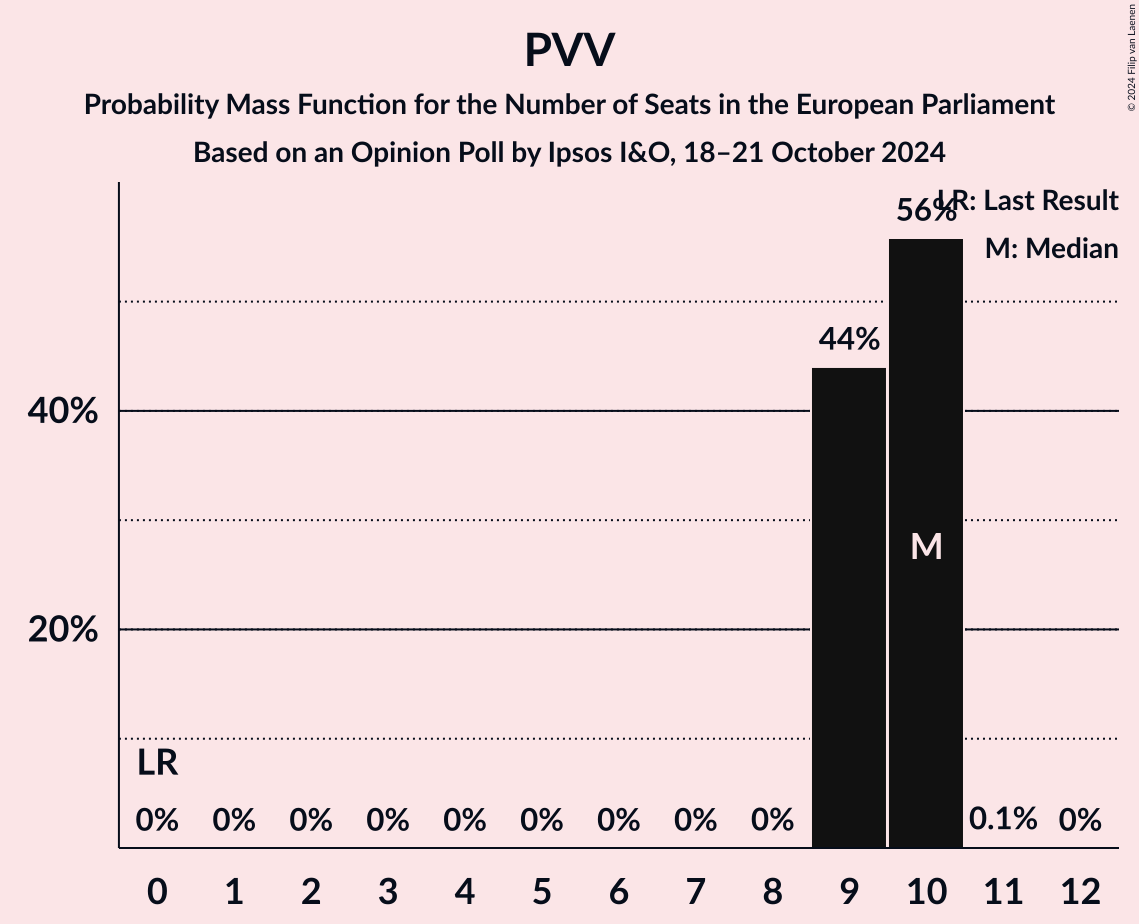 PVV
Probability Mass Function for the Number of Seats in the European Parliament
Based on an Opinion Poll by Ipsos I&O, 18–21 October 2024
© 2024 Filip van Laenen
LR: Last Result
M: Median
56%
44%
40%
M
20%
LR
0% 0% 0% 0% 0% 0% 0% 0% 0% 0.1% 0%
0 1 2 3 4 5 6 7 8 9 10 11 12